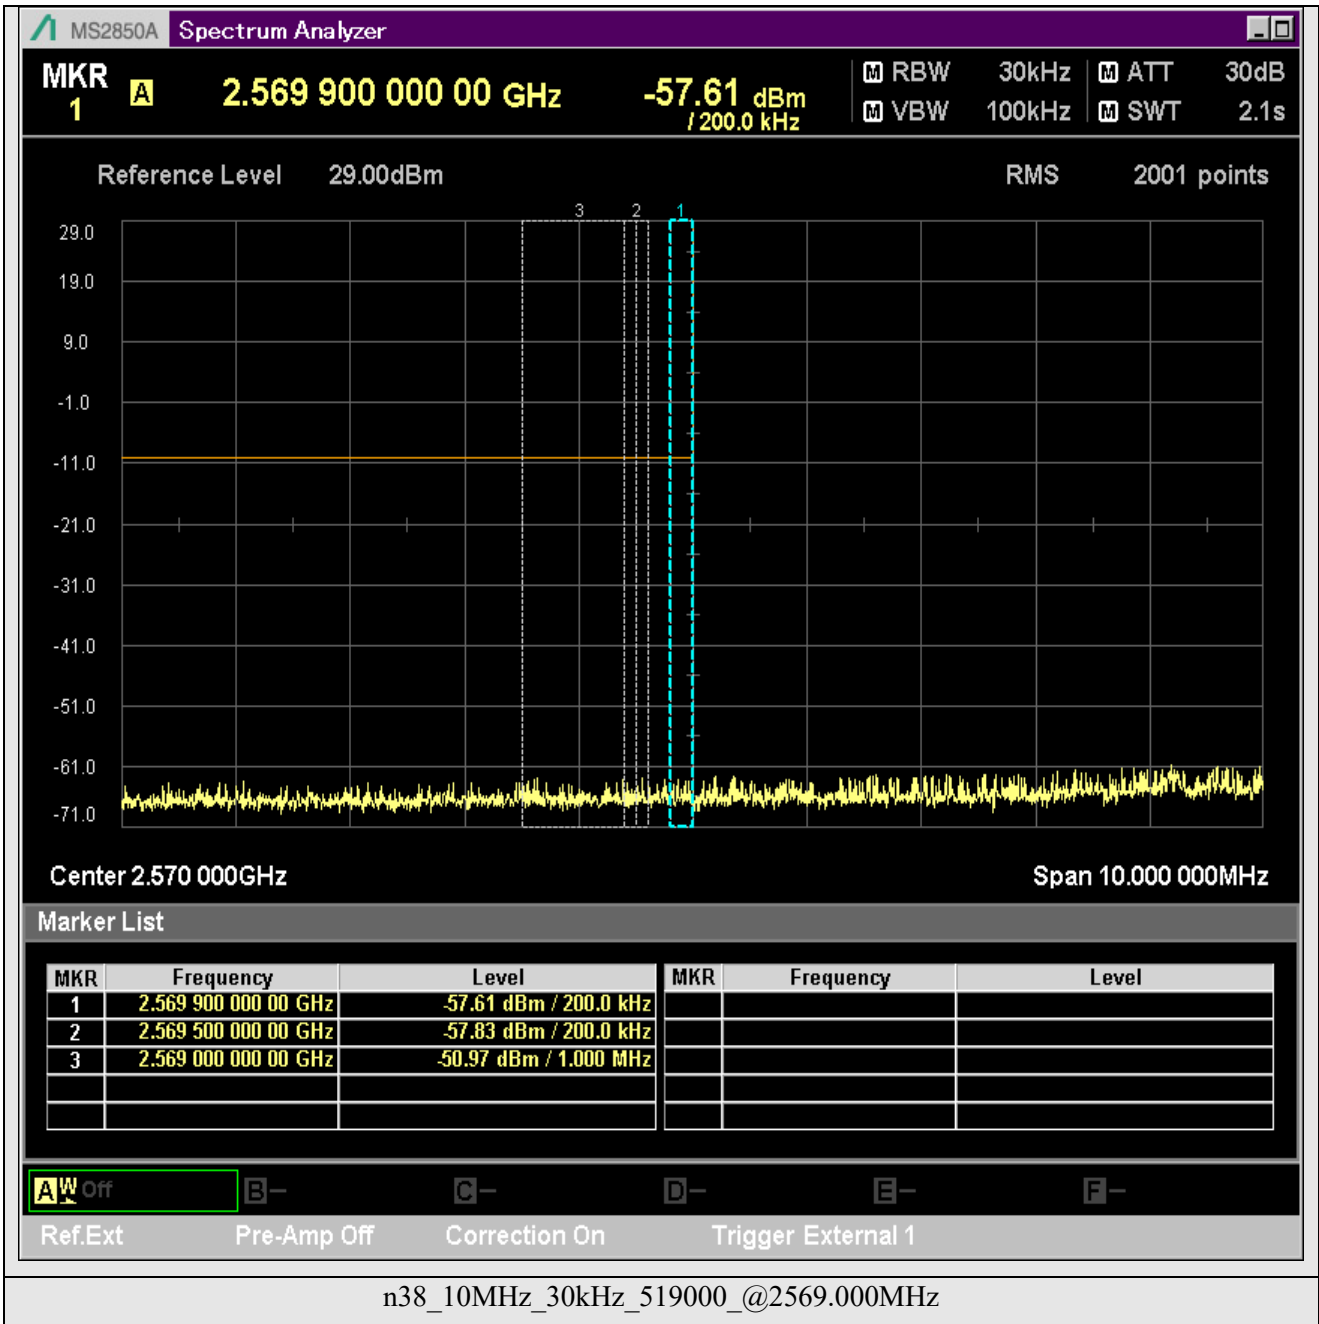 MS2850A Spectrum Analyzer
MKR 1 A 2.569 900 000 00 GHz -57.61 dBm / 200.0 kHz
M RBW 30kHz M ATT 30dB
M VBW 100kHz M SWT 2.1s
Reference Level 29.00dBm RMS 2001 points
3 2 1
29.0
19.0
9.0
-1.0
-11.0
-21.0
-31.0
-41.0
-51.0
-61.0
-71.0
Center 2.570 000GHz Span 10.000 000MHz
Marker List
MKR Frequency Level MKR Frequency Level
1 2.569 900 000 00 GHz -57.61 dBm / 200.0 kHz
2 2.569 500 000 00 GHz -57.83 dBm / 200.0 kHz
3 2.569 000 000 00 GHz -50.97 dBm / 1.000 MHz
A W Off B- C- D- E- F-
Ref.Ext Pre-Amp Off Correction On Trigger External 1
n38_10MHz_30kHz_519000_@2569.000MHz